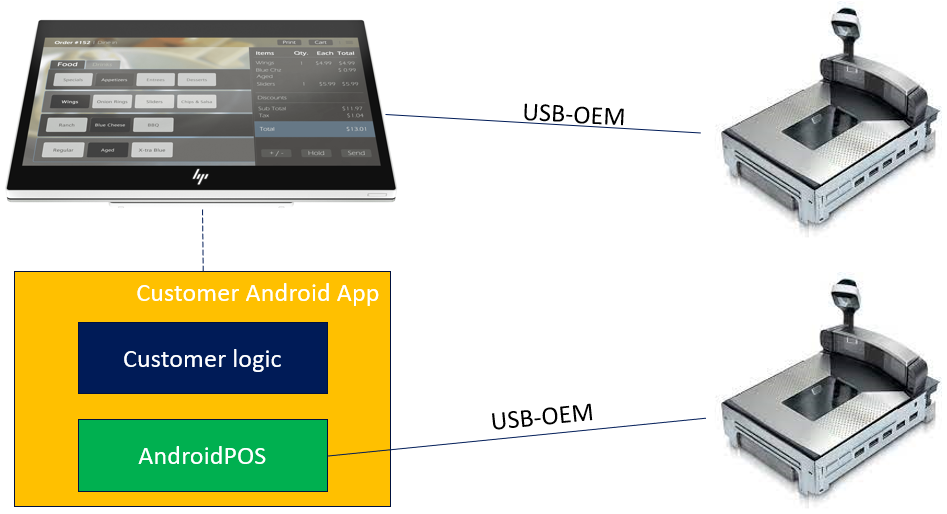 Order #152
Print Cart
Food
Items Qty. Each Total
Specials Appetizers Entrées Desserts
Wings 1 $4.99 $4.99
Blue Chz $ 0.99
Aged
Sliders 1 $5.99 $5.99
Wings Onion Rings Sliders Chips & Salsa
Discounts
Sub Total $11.97
Tax $1.04
Ranch Blue Cheese BBQ
Total $13.01
Regular Aged X-tra Blue
+ / - Hold Send
hp
USB-OEM
Customer Android App
Customer logic
AndroidPOS
USB-OEM